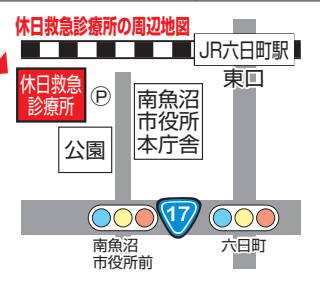 休日救急診療所の周辺地図
JR六日町駅
東口
休日救急
診療所
P
南魚沼
市役所
本庁舎
公園
17
南魚沼
市役所前
六日町